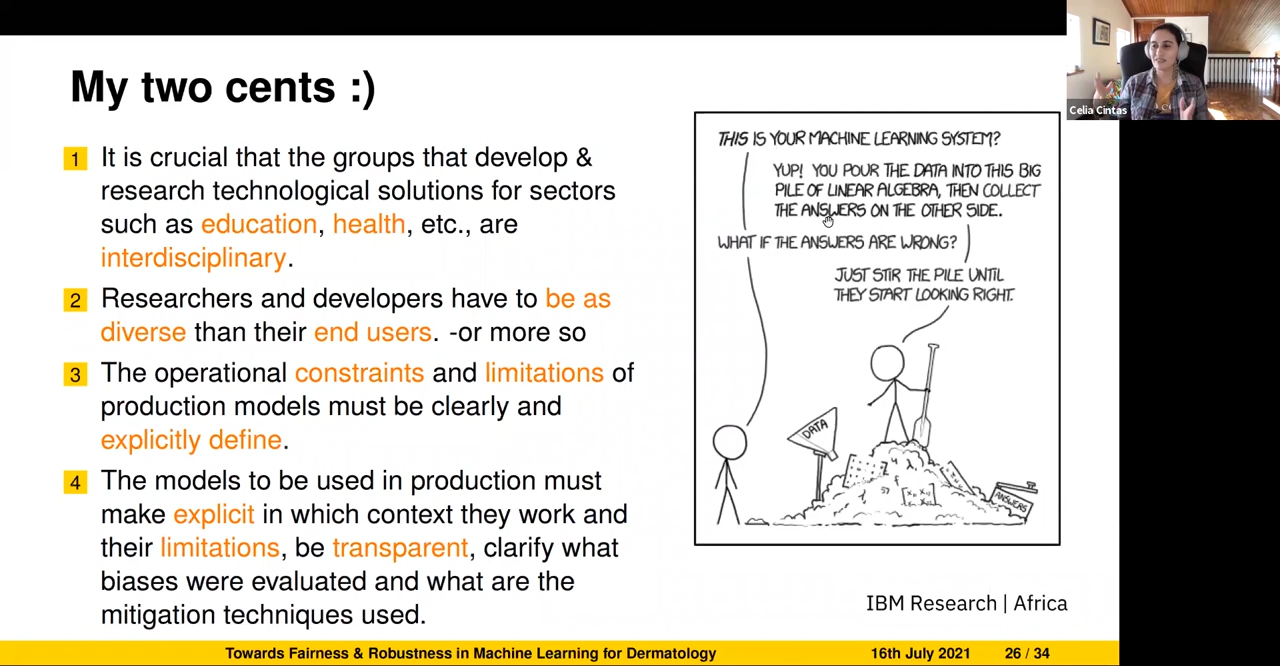 My two cents :)
1 It is crucial that the groups that develop &
research technological solutions for sectors
such as education, health, etc., are
interdisciplinary.
2 Researchers and developers have to be as
diverse than their end users. -or more so
3 The operational constraints and limitations of
production models must be clearly and
explicitly define.
4 The models to be used in production must
make explicit in which context they work and
their limitations, be transparent, clarify what
biases were evaluated and what are the
mitigation techniques used.
THIS IS YOUR MACHINE LEARNING SYSTEM?
YUP! YOU POUR THE DATA INTO THIS BIG
PILE OF LINEAR ALGEBRA, THEN COLLECT
THE ANSWERS ON THE OTHER SIDE.
WHAT IF THE ANSWERS ARE WRONG?
JUST STIR THE PILE UNTIL
THEY START LOOKING RIGHT.
DATA
ANSWERS
IBM Research | Africa
Celia Cintas
Towards Fairness & Robustness in Machine Learning for Dermatology 16th July 2021 26 / 34